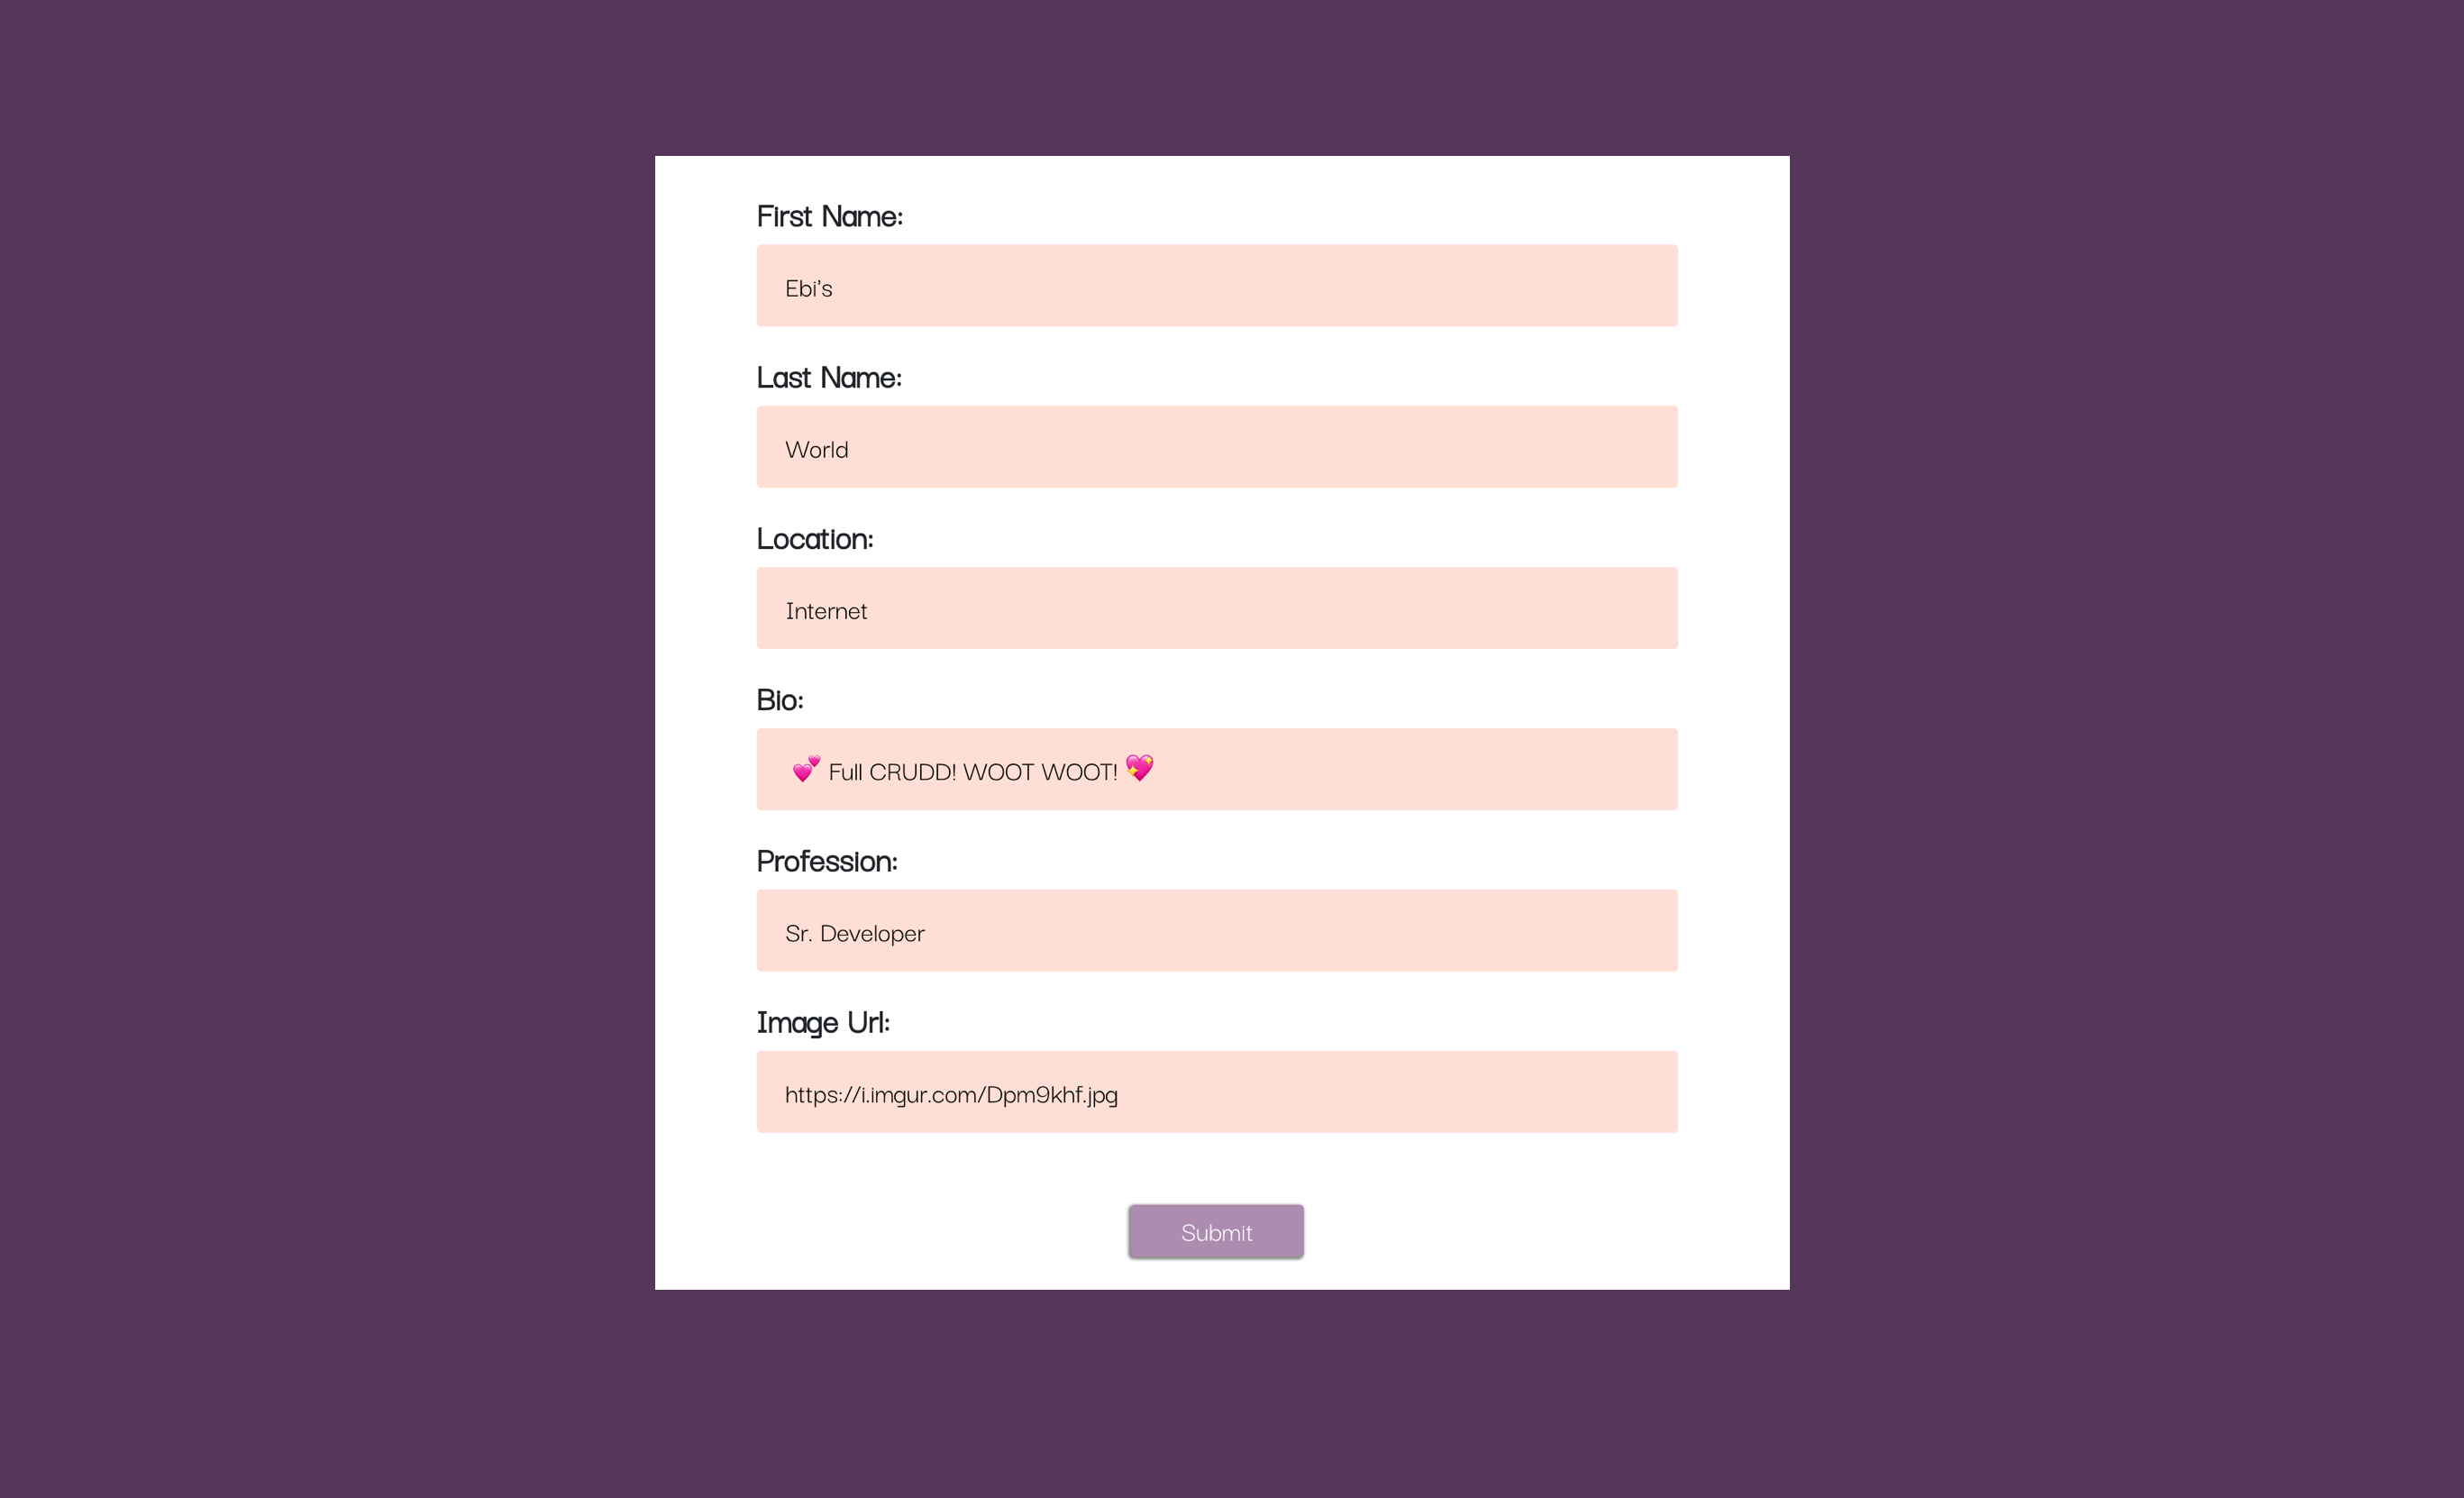 First Name:
Ebi's
Last Name:
World
Location:
Internet
Bio:
💕 Full CRUDD! WOOT WOOT! 💖
Profession:
Sr. Developer
Image Url:
https://i.imgur.com/Dpm9khf.jpg
Submit